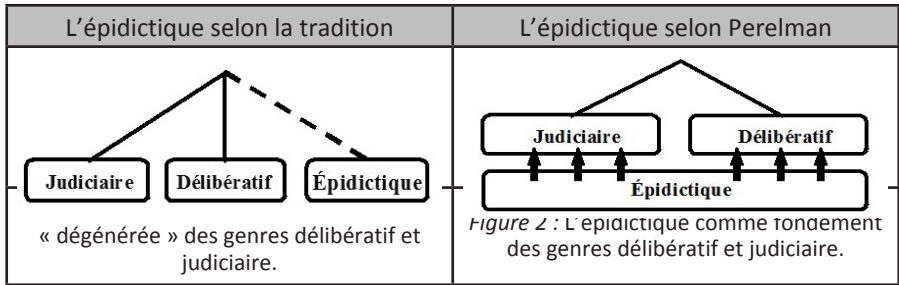 L’épidictique selon la tradition
L’épidictique selon Perelman
Judiciaire
Délibératif
Épidictique
« dégénérée » des genres délibératif et
judiciaire.
Judiciaire
Délibératif
Épidictique
Figure 2 : L’épidictique comme fondement
des genres délibératif et judiciaire.